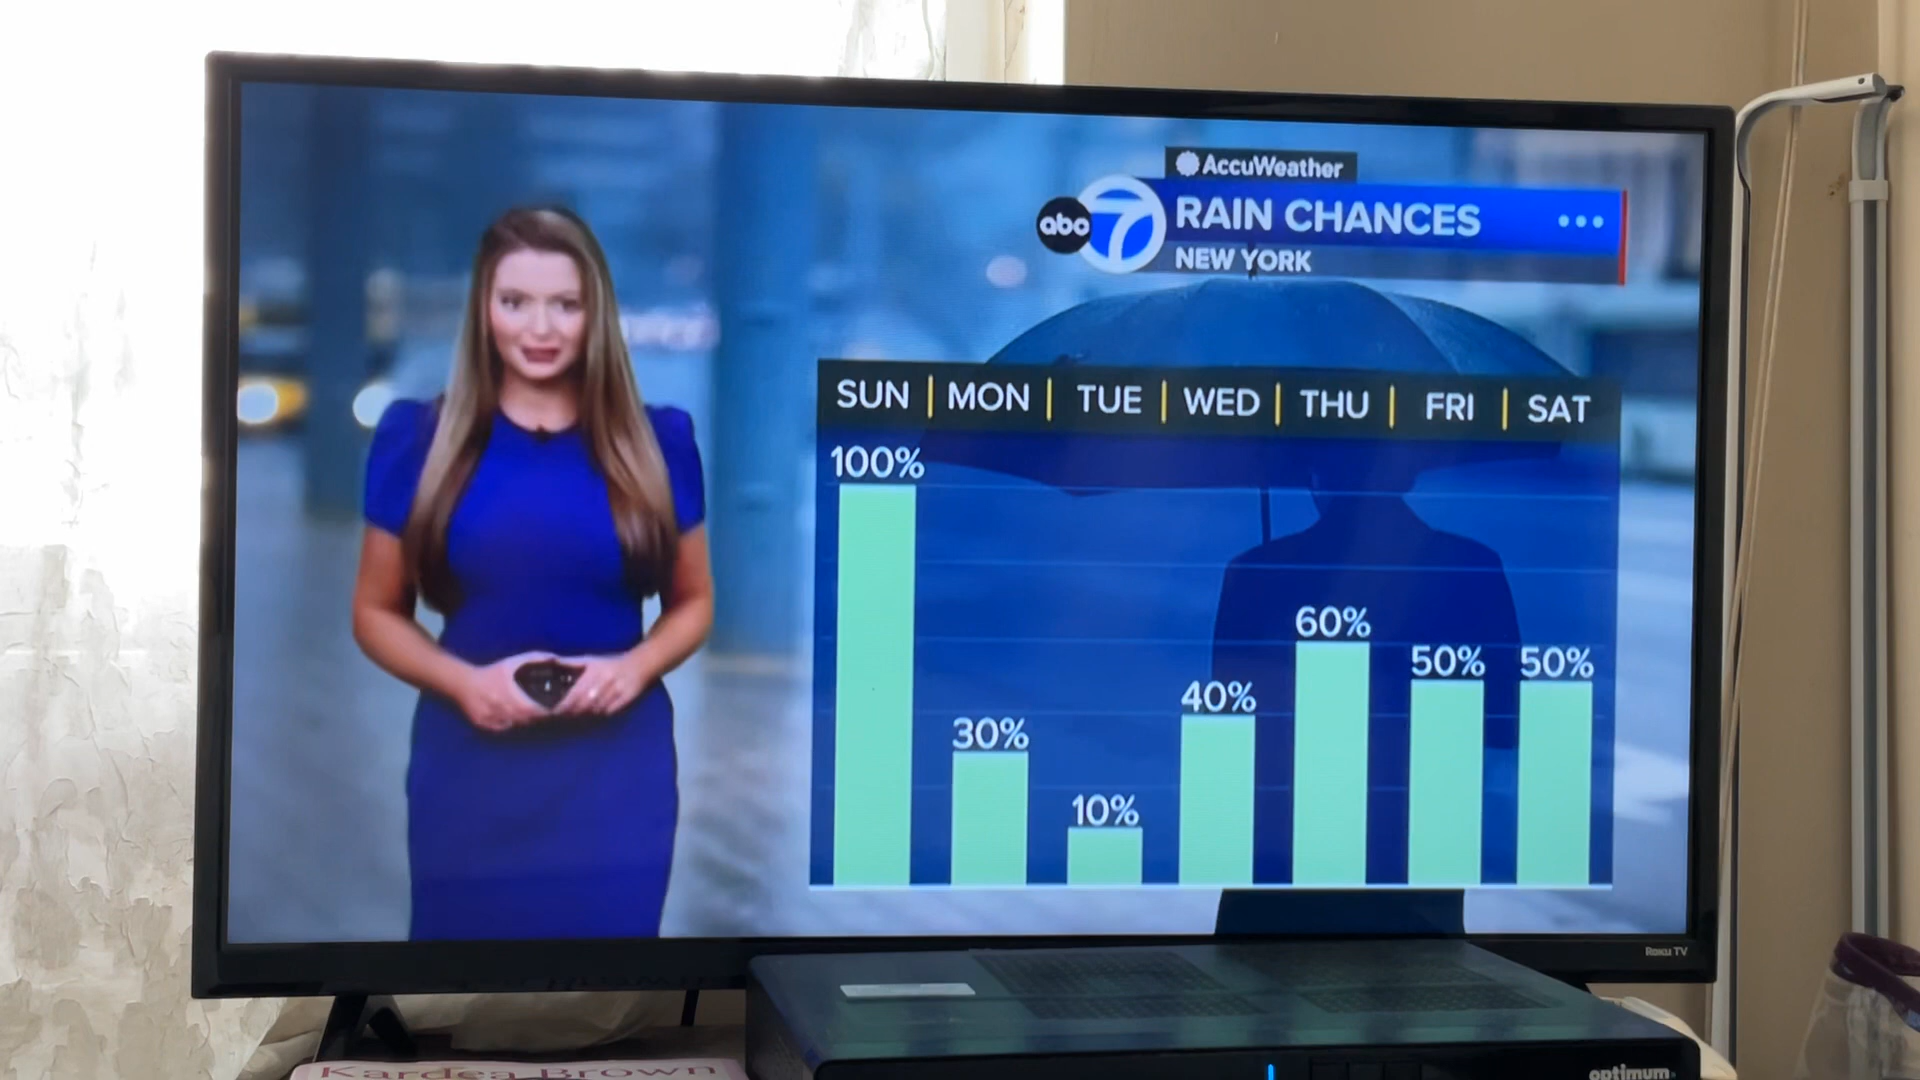 AccuWeather
abc 7 RAIN CHANCES
NEW YORK
SUN | MON | TUE | WED | THU | FRI | SAT
100%
30%
10%
40%
60%
50%
50%
Roku TV
optimum.
Kardea Brown